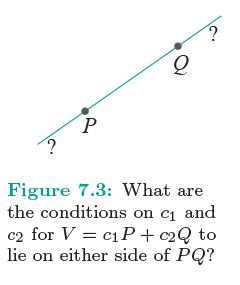 ?
Q
P
?
Figure 7.3: What are
the conditions on c₁ and
c₂ for V = c₁P + c₂Q to
lie on either side of PQ?